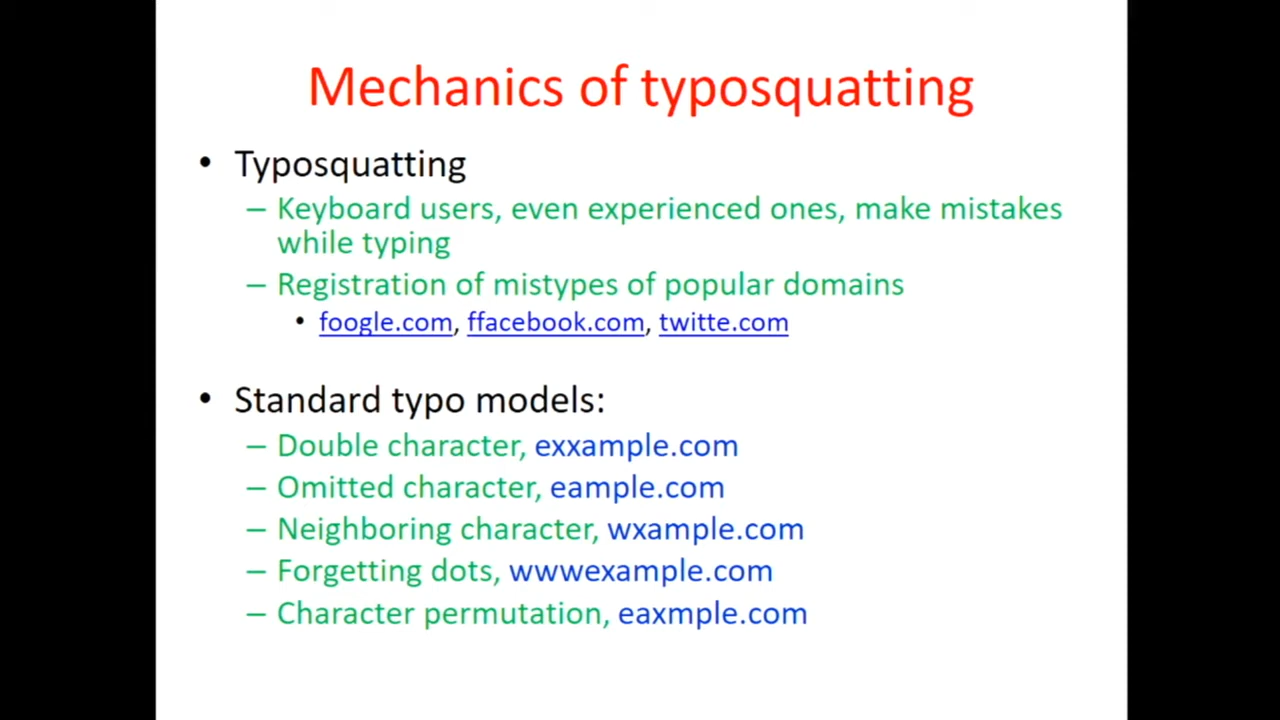 Mechanics of typosquatting
• Typosquatting
– Keyboard users, even experienced ones, make mistakes
while typing
– Registration of mistypes of popular domains
• foogle.com, ffacebook.com, twitte.com
• Standard typo models:
– Double character, exxample.com
– Omitted character, eample.com
– Neighboring character, wxample.com
– Forgetting dots, wwwexample.com
– Character permutation, eaxmple.com